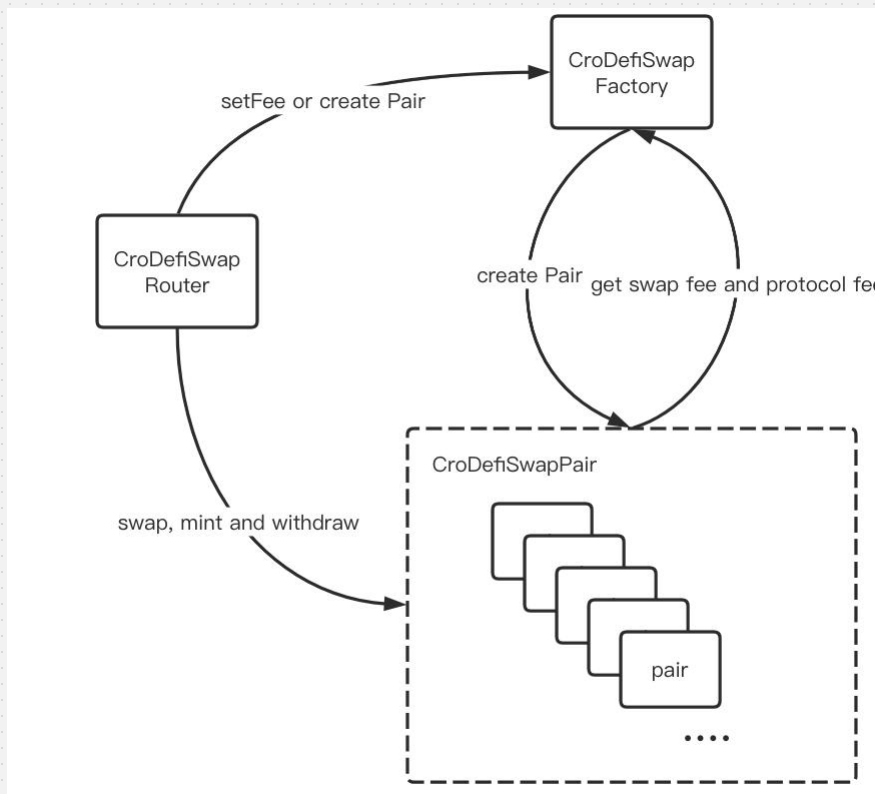 CroDefiSwap
Factory
setFee or create Pair
CroDefiSwap
Router
create Pair
get swap fee and protocol fee
CroDefiSwapPair
swap, mint and withdraw
pair
....